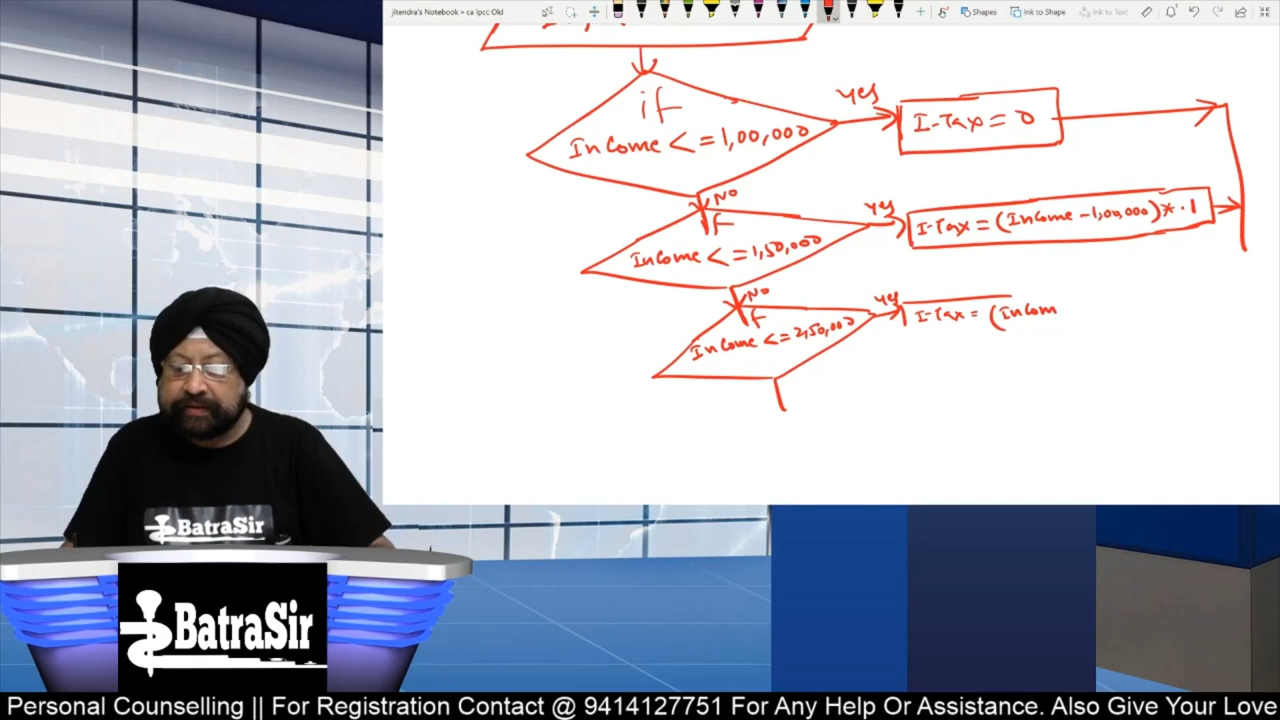 jitendra's Notebook » ca Ipcc Old
Shapes
Ink to Shape
Ink to Text
if
Income <= 1,00,000
Yes
I-Tax = 0
No
if
Income <= 1,50,000
Yes
I-Tax = (Income - 1,00,000) * .1
No
if
Income <= 2,50,000
Yes
I-Tax = (Incom
BatraSir
BatraSir
Personal Counselling || For Registration Contact @ 9414127751 For Any Help Or Assistance. Also Give Your Love